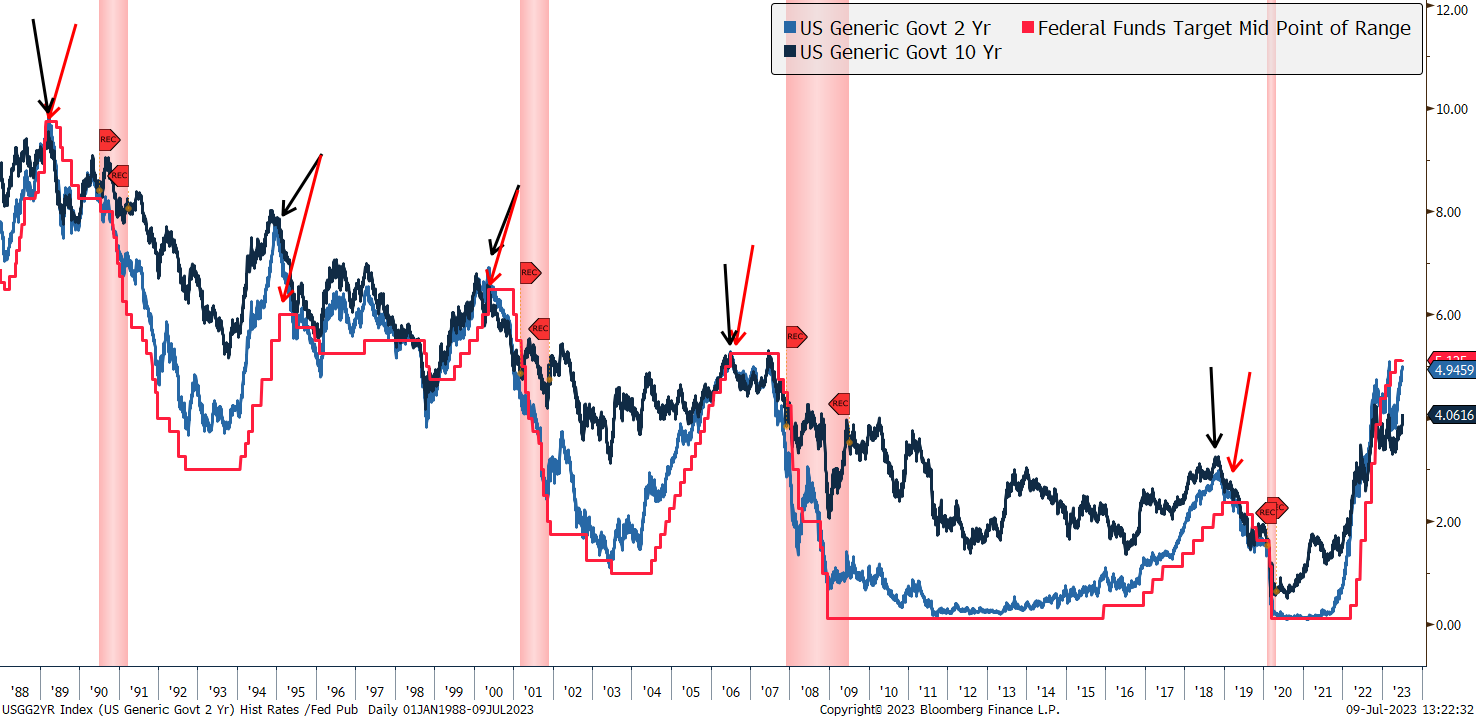 US Generic Govt 2 Yr Federal Funds Target Mid Point of Range
US Generic Govt 10 Yr
12.00
10.00
8.00
6.00
5.125
4.9459
4.0616
2.00
0.00
REC
REC
REC
REC
REC
REC
REC
'88 '89 '90 '91 '92 '93 '94 '95 '96 '97 '98 '99 '00 '01 '02 '03 '04 '05 '06 '07 '08 '09 '10 '11 '12 '13 '14 '15 '16 '17 '18 '19 '20 '21 '22 '23
USGG2YR Index (US Generic Govt 2 Yr) Hist Rates /Fed Pub Daily 01JAN1988-09JUL2023 Copyright© 2023 Bloomberg Finance L.P. 09-Jul-2023 13:22:32